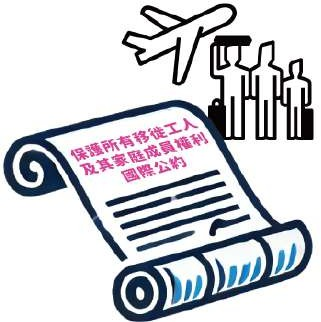 保護所有移徙工人
及其家庭成員權利
國際公約